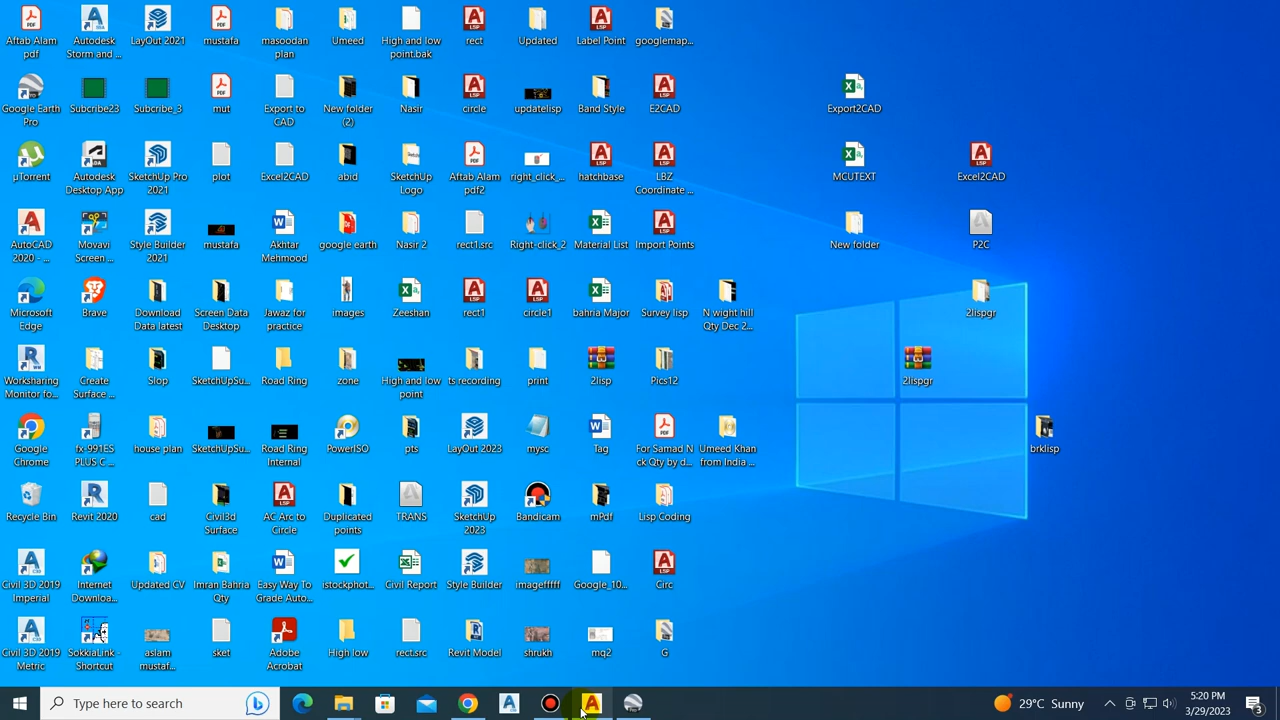 Aftab Alam
pdf
Autodesk
Storm and ...
LayOut 2021
mustafa
masoodan
plan
Umeed
High and low
point.bak
rect
Updated
Label Point
googlemap...
Google Earth
Pro
Subcribe23
Subcribe_3
mut
Export to
CAD
New folder
(2)
Nasir
circle
updatelisp
Band Style
E2CAD
Export2CAD
µTorrent
Autodesk
Desktop App
SketchUp Pro
2021
plot
Excel2CAD
abid
SketchUp
Logo
Aftab Alam
pdf2
right_click_...
hatchbase
LBZ
Coordinate ...
MCUTEXT
Excel2CAD
AutoCAD
2020 - ...
Movavi
Screen ...
Style Builder
2021
mustafa
Akhtar
Mehmood
google earth
Nasir 2
rect1.src
Right-click_2
Material List
Import Points
New folder
P2C
Microsoft
Edge
Brave
Download
Data latest
Screen Data
Desktop
Jawaz for
practice
images
Zeeshan
rect1
circle1
bahria Major
Survey lisp
N wight hill
Qty Dec 2...
2lispgr
Worksharing
Monitor fo...
Create
Surface ...
Slop
SketchUpSu...
Road Ring
zone
High and low
point
ts recording
print
2lisp
Pics12
2lispgr
Google
Chrome
fx-991ES
PLUS C ...
house plan
SketchUpSu...
Road Ring
Internal
PowerISO
pts
LayOut 2023
mysc
Tag
For Samad N
ck Qty by d...
Umeed Khan
from India ...
brklisp
Recycle Bin
Revit 2020
cad
Civil3d
Surface
AC Arc to
Circle
Duplicated
points
TRANS
SketchUp
2023
Bandicam
mPdf
Lisp Coding
Civil 3D 2019
Imperial
Internet
Downloa...
Updated CV
Imran Bahria
Qty
Easy Way To
Grade Auto...
istockphot...
Civil Report
Style Builder
imagefffff
Google_10...
Circ
Civil 3D 2019
Metric
SokkiaLink -
Shortcut
aslam
mustaf...
sket
Adobe
Acrobat
High low
rect.src
Revit Model
shrukh
mq2
G
Type here to search
29°C Sunny
5:20 PM
3/29/2023
3